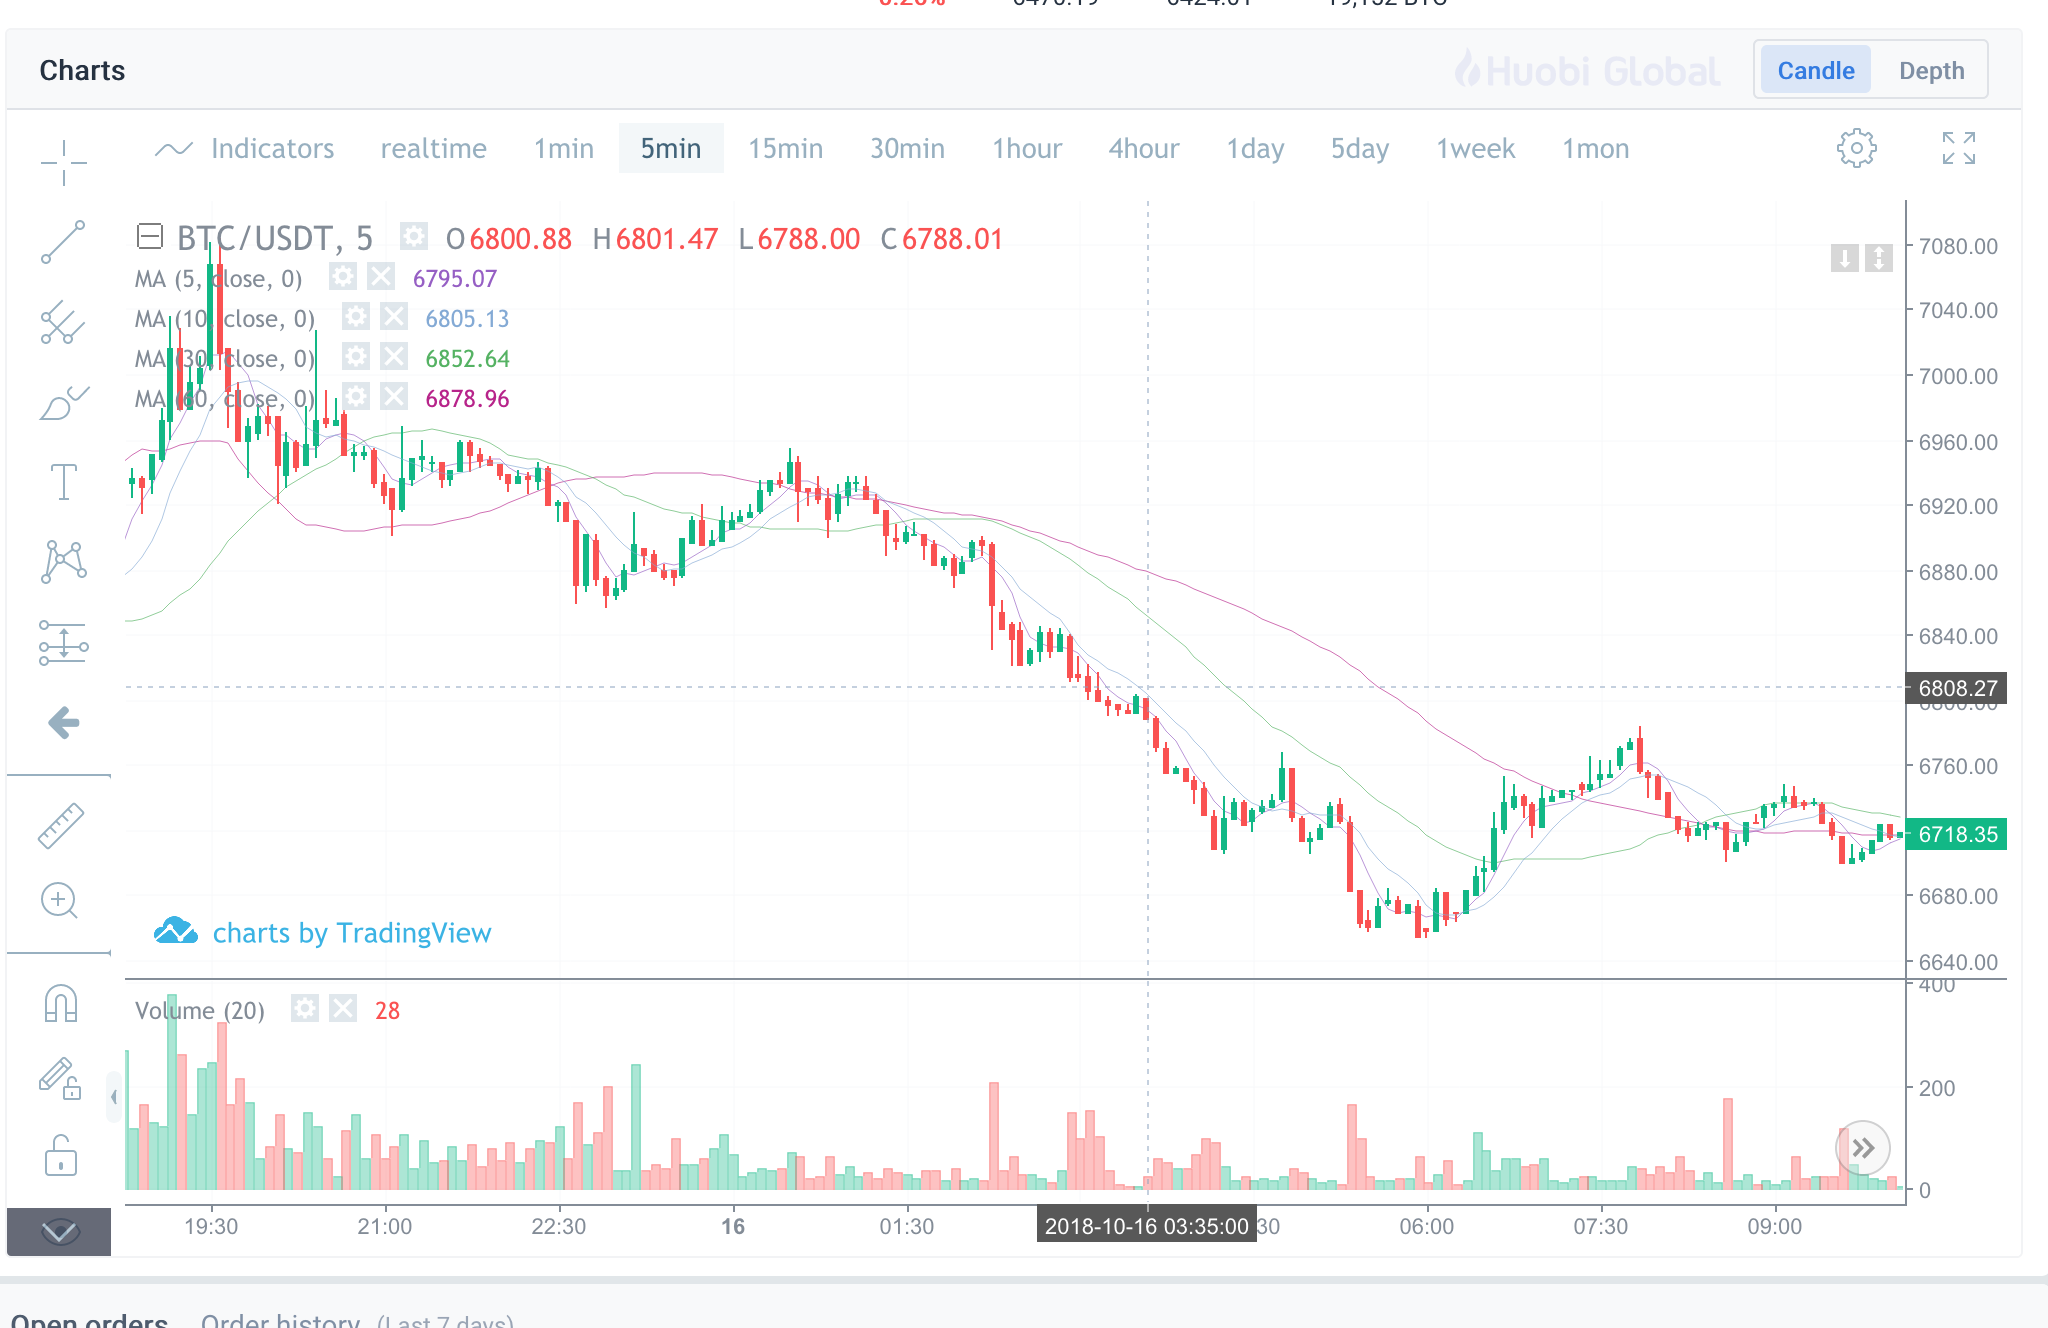 Charts
Huobi Global
Candle Depth
Indicators realtime 1min 5min 15min 30min 1hour 4hour 1day 5day 1week 1mon
BTC/USDT, 5 O6800.88 H6801.47 L6788.00 C6788.01
MA (5, close, 0) 6795.07
MA (10, close, 0) 6805.13
MA (30, close, 0) 6852.64
MA (60, close, 0) 6878.96
7080.00
7040.00
7000.00
6960.00
6920.00
6880.00
6840.00
6808.27
6800.00
6760.00
6718.35
6680.00
6640.00
charts by TradingView
Volume (20) 28
400
200
0
19:30 21:00 22:30 16 01:30 2018-10-16 03:35:00 30 06:00 07:30 09:00
Open orders Order history (Last 7 days)